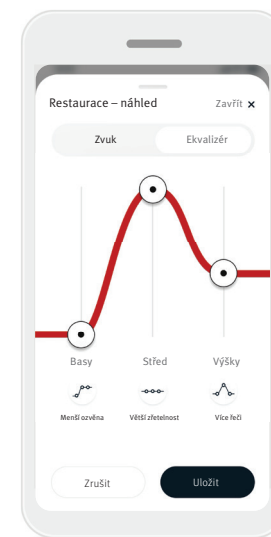 Restaurace – náhled Zavřít ×
Zvuk Ekvalizér
Basy Střed Výšky
Menší ozvěna Větší zřetelnost Více řeči
Zrušit Uložit